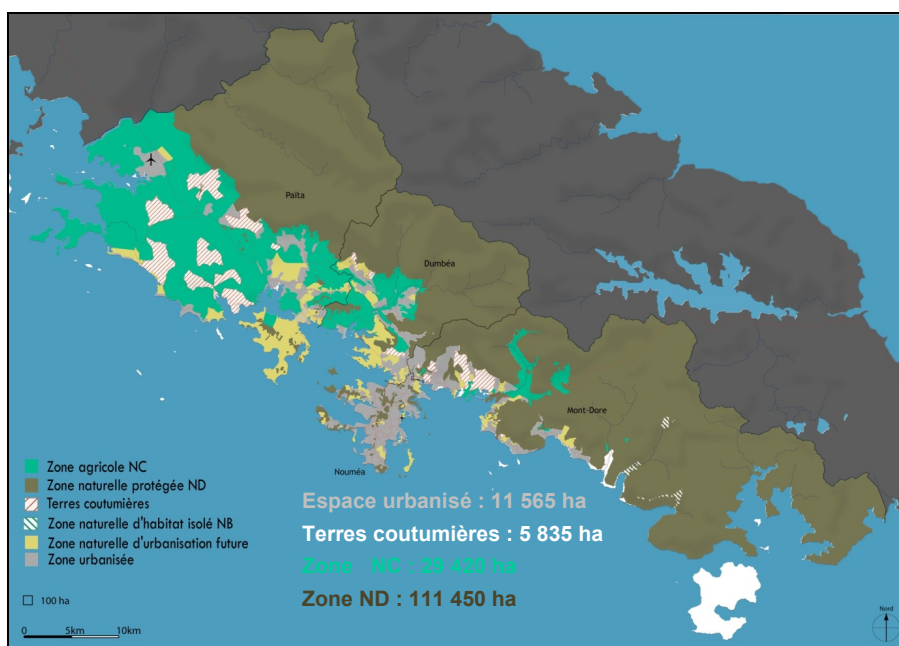 Païta
Dumbéa
Mont-Dore
Nouméa
Zone agricole NC
Zone naturelle protégée ND
Terres coutumières
Zone naturelle d'habitat isolé NB
Zone naturelle d'urbanisation future
Zone urbanisée
Espace urbanisé : 11 565 ha
Terres coutumières : 5 835 ha
Zone NC : 29 420 ha
Zone ND : 111 450 ha
100 ha
0 5km 10km
Nord